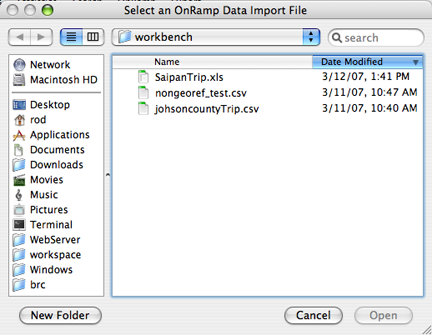 Select an OnRamp Data Import File
workbench
search
Network
Macintosh HD
Desktop
rod
Applications
Documents
Downloads
Movies
Music
Pictures
Terminal
WebServer
workspace
Windows
brc
Name Date Modified
SaipanTrip.xls 3/12/07, 1:41 PM
nongeoref_test.csv 3/11/07, 10:47 AM
johsoncountyTrip.csv 3/11/07, 10:40 AM
New Folder Cancel Open